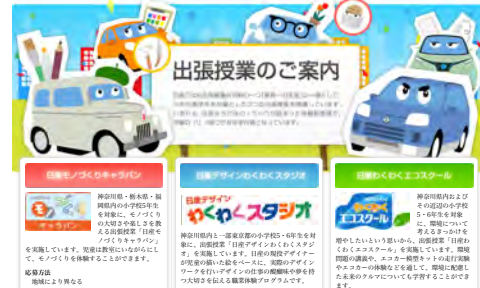 出張授業のご案内
日産モノづくりキャラバン
神奈川県・栃木県・福
岡県内の小学校5年生
を対象に、モノづくり
の大切さや楽しさを教
える出張授業「日産モ
ノづくりキャラバン」
を実施しています。児童は教室にいながらにし
て、モノづくりを体験することができます。
応募方法
地域により異なる
日産デザインわくわくスタジオ
日産デザイン
わくわくスタジオ
神奈川県内と一部東京都の小学校5・6年生を対
象に、出張授業「日産デザインわくわくスタジ
オ」を実施しています。日産の現役デザイナー
が児童の描いた絵をベースに、実際のデザイン
ワークを行いデザインの仕事の醍醐味や夢を持
つ大切さを伝える職業体験プログラムです。
日産わくわくエコスクール
わくわく
エコスクール
神奈川県内および
その近辺の小学校
5・6年生を対象
に、環境について
考えるきっかけを
増やしたいという思いから、出張授業「日産わ
くわくエコスクール」を実施しています。環境
問題の講義や、エコカー模型キットの走行実験
やエコカーの体験などを通して、環境に配慮し
た未来のクルマについても学習することができ
ます。